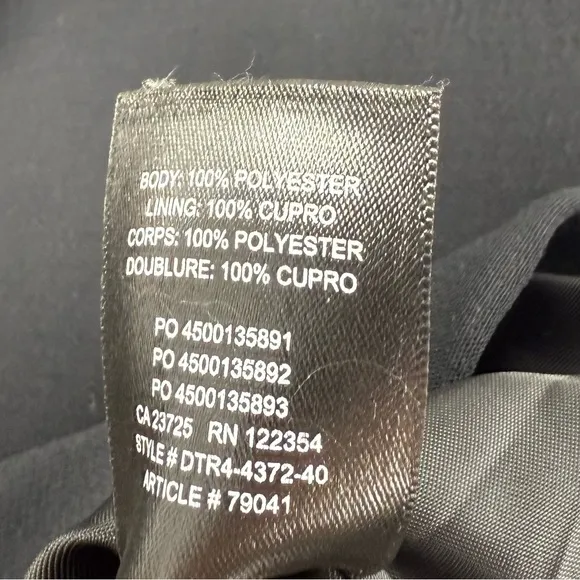 BODY: 100% POLYESTER
LINING: 100% CUPRO
CORPS: 100% POLYESTER
DOUBLURE: 100% CUPRO
PO 4500135891
PO 4500135892
PO 4500135893
CA 23725 RN 122354
STYLE # DTR4-4372-40
ARTICLE # 79041